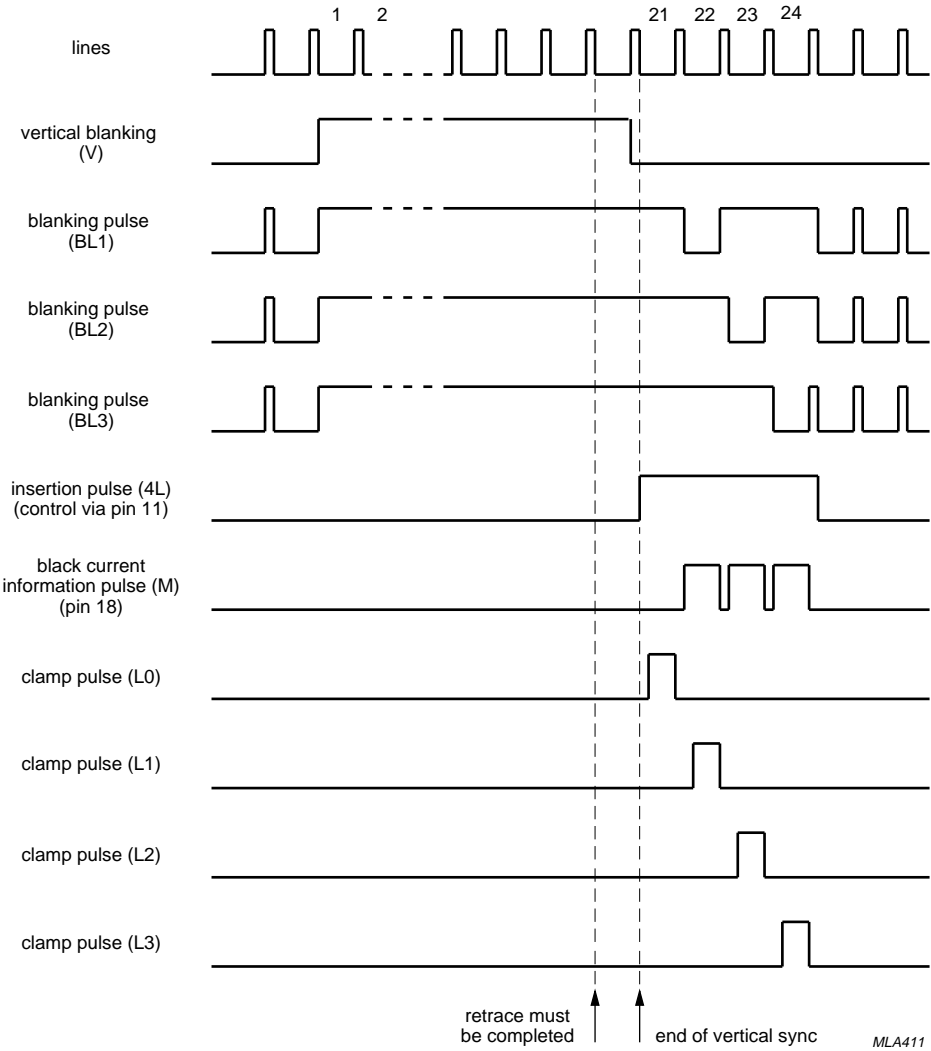 1 2 21 22 23 24
lines
vertical blanking
(V)
blanking pulse
(BL1)
blanking pulse
(BL2)
blanking pulse
(BL3)
insertion pulse (4L)
(control via pin 11)
black current
information pulse (M)
(pin 18)
clamp pulse (L0)
clamp pulse (L1)
clamp pulse (L2)
clamp pulse (L3)
retrace must
be completed
end of vertical sync
MLA411